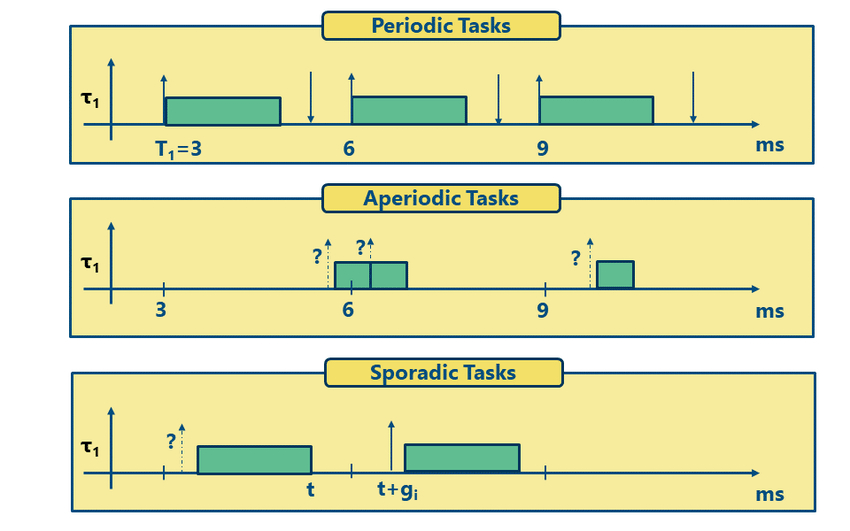 Periodic Tasks
τ₁
T₁=3
6
9
ms
Aperiodic Tasks
τ₁
? ? ?
3
6
9
ms
Sporadic Tasks
τ₁
?
t
t+gᵢ
ms